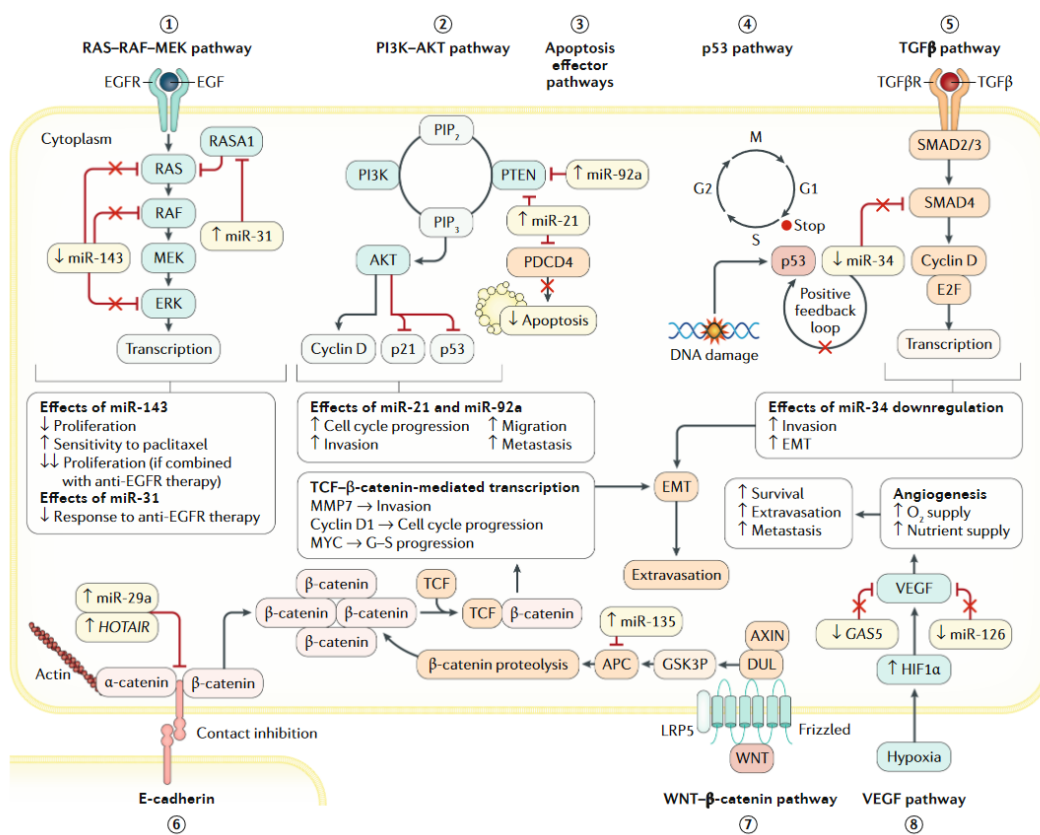 ①
RAS–RAF–MEK pathway
②
PI3K–AKT pathway
③
Apoptosis
effector
pathways
④
p53 pathway
⑤
TGFβ pathway
EGFR
EGF
Cytoplasm
RASA1
RAS
RAF
↑ miR-31
↓ miR-143
MEK
ERK
Transcription
PIP2
PI3K
PTEN
↑ miR-92a
PIP3
↑ miR-21
AKT
PDCD4
↓ Apoptosis
Cyclin D
p21
p53
M
G2
G1
S
Stop
p53
↓ miR-34
Positive
feedback
loop
DNA damage
TGFβR
TGFβ
SMAD2/3
SMAD4
Cyclin D
E2F
Transcription
Effects of miR-143
↓ Proliferation
↑ Sensitivity to paclitaxel
↓↓ Proliferation (if combined
with anti-EGFR therapy)
Effects of miR-31
↓ Response to anti-EGFR therapy
Effects of miR-21 and miR-92a
↑ Cell cycle progression
↑ Invasion
↑ Migration
↑ Metastasis
Effects of miR-34 downregulation
↑ Invasion
↑ EMT
TCF–β-catenin-mediated transcription
MMP7 → Invasion
Cyclin D1 → Cell cycle progression
MYC → G–S progression
EMT
Extravasation
↑ Survival
↑ Extravasation
↑ Metastasis
Angiogenesis
↑ O2 supply
↑ Nutrient supply
↑ miR-29a
↑ HOTAIR
Actin
α-catenin
β-catenin
Contact inhibition
β-catenin
β-catenin
β-catenin
β-catenin
TCF
TCF
β-catenin
↑ miR-135
β-catenin proteolysis
APC
GSK3P
AXIN
DUL
LRP5
Frizzled
WNT
VEGF
↓ GAS5
↓ miR-126
↑ HIF1α
Hypoxia
E-cadherin
⑥
WNT–β-catenin pathway
⑦
VEGF pathway
⑧